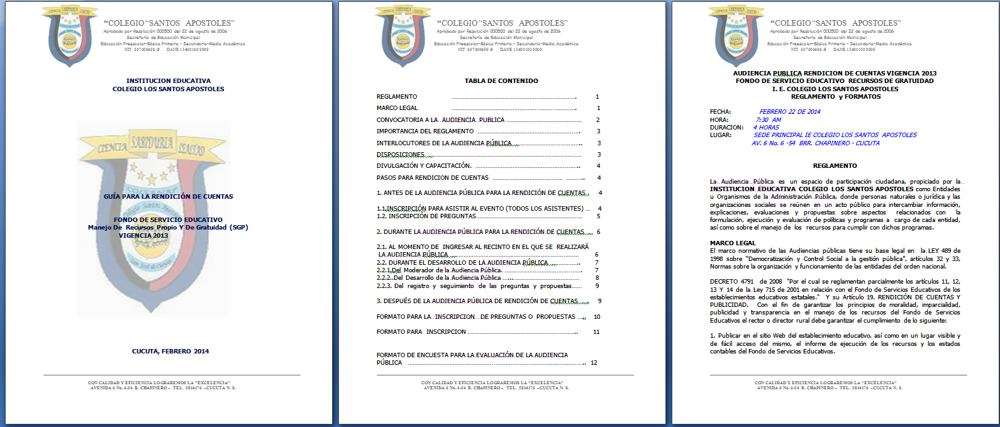 CIENCIA SABIDURIA LEALTAD
“COLEGIO “SANTOS APOSTOLES”
Aprobado por Resolución 000500 del 22 de agosto de 2006
Secretaría de Educación Municipal
Educación Preescolar-Básica Primaria – Secundaria-Media Académica
NIT 807000499-9 DANE 154001009009
INSTITUCION EDUCATIVA
COLEGIO LOS SANTOS APOSTOLES
CIENCIA SABIDURIA LEALTAD
COLSANAP
Colegio Santos Apostoles
GUÍA PARA LA RENDICIÓN DE CUENTAS
FONDO DE SERVICIO EDUCATIVO
Manejo De Recursos Propio Y De Gratuidad (SGP)
VIGENCIA 2013
San José de Cúcuta
CUCUTA, FEBRERO 2014
CON CALIDAD Y EFICIENCIA LOGRAREMOS LA “EXCELENCIA”
AVENIDA 6 No. 6-54 B. CHAPINERO – TEL. 5814176 –CUCUTA N. S.
CIENCIA SABIDURIA LEALTAD
“COLEGIO “SANTOS APOSTOLES”
Aprobado por Resolución 000500 del 22 de agosto de 2006
Secretaría de Educación Municipal
Educación Preescolar-Básica Primaria – Secundaria-Media Académica
NIT 807000499-9 DANE 154001009009
TABLA DE CONTENIDO
REGLAMENTO ........ 1
MARCO LEGAL ........ 1
CONVOCATORIA A LA AUDIENCIA PUBLICA ........ 2
IMPORTANCIA DEL REGLAMENTO ........ 3
INTERLOCUTORES DE LA AUDIENCIA PÚBLICA ........ 3
DISPOSICIONES ........ 3
DIVULGACIÓN Y CAPACITACIÓN. ........ 4
PASOS PARA RENDICION DE CUENTAS ........ 4
1. ANTES DE LA AUDIENCIA PÚBLICA PARA LA RENDICIÓN DE CUENTAS.. 4
1.1.INSCRIPCIÓN PARA ASISTIR AL EVENTO (TODOS LOS ASISTENTES) ... 4
1.2. INSCRIPCIÓN DE PREGUNTAS........ 5
2. DURANTE LA AUDIENCIA PÚBLICA PARA LA RENDICIÓN DE CUENTAS .... 6
2.1. AL MOMENTO DE INGRESAR AL RECINTO EN EL QUE SE REALIZARÁ
LA AUDIENCIA PÚBLICA ........ 6
2.2. DURANTE EL DESARROLLO DE LA AUDIENCIA PÚBLICA ........ 7
2.2.1.Del Moderador de la Audiencia Pública. ........ 7
2.2.2..Del Desarrollo de la Audiencia Pública ........ 8
2.2.3. Del registro y seguimiento de las preguntas y propuestas...... 9
3. DESPUÉS DE LA AUDIENCIA PÚBLICA DE RENDICIÓN DE CUENTAS...... 9
FORMATO PARA LA INSCRIPCION DE PREGUNTAS O PROPUESTAS .... 10
FORMATO PARA INSCRIPCION ........ 11
FORMATO DE ENCUESTA PARA LA EVALUACIÓN DE LA AUDIENCIA
PÚBLICA ........ 12
CON CALIDAD Y EFICIENCIA LOGRAREMOS LA “EXCELENCIA”
AVENIDA 6 No. 6-54 B. CHAPINERO – TEL. 5814176 –CUCUTA N. S.
CIENCIA SABIDURIA LEALTAD
“COLEGIO “SANTOS APOSTOLES”
Aprobado por Resolución 000500 del 22 de agosto de 2006
Secretaría de Educación Municipal
Educación Preescolar-Básica Primaria – Secundaria-Media Académica
NIT 807000499-9 DANE 154001009009
AUDIENCIA PUBLICA RENDICION DE CUENTAS VIGENCIA 2013
FONDO DE SERVICIO EDUCATIVO RECURSOS DE GRATUIDAD
I. E. COLEGIO LOS SANTOS APOSTOLES
REGLAMENTO y FORMATOS
FECHA: FEBRERO 22 DE 2014
HORA: 7:30 AM
DURACION: 4 HORAS
LUGAR: SEDE PRINCIPAL IE COLEGIO LOS SANTOS APOSTOLES
AV. 6 No. 6 -54 BRR. CHAPINERO - CUCUTA
REGLAMENTO
La Audiencia Pública es un espacio de participación ciudadana, propiciado por la
INSTITUCION EDUCATIVA COLEGIO LOS SANTOS APOSTOLES como Entidades
u Organismos de la Administración Pública, donde personas naturales o jurídica y las
organizaciones sociales se reúnen en un acto público para intercambiar información,
explicaciones, evaluaciones y propuestas sobre aspectos relacionados con la
formulación, ejecución y evaluación de políticas y programas a cargo de cada entidad,
así como sobre el manejo de los recursos para cumplir con dichos programas.
MARCO LEGAL
El marco normativo de las Audiencias públicas tiene su base legal en la LEY 489 de
1998 sobre “Democratización y Control Social a la gestión pública”, artículos 32 y 33,
Normas sobre la organización y funcionamiento de las entidades del orden nacional.
DECRETO 4791 de 2008 "Por el cual se reglamentan parcialmente los artículos 11, 12,
13 Y 14 de la Ley 715 de 2001 en relación con el Fondo de Servicios Educativos de los
establecimientos educativos estatales." Y su Artículo 19. RENDICIÓN DE CUENTAS Y
PUBLICIDAD. Con el fin de garantizar los principios de moralidad, imparcialidad,
publicidad y transparencia en el manejo de los recursos del Fondo de Servicios
Educativos el rector o director rural debe garantizar el cumplimiento de lo siguiente:
1. Publicar en el sitio Web del establecimiento educativo, así como en un lugar visible y
de fácil acceso del mismo, el informe de ejecución de los recursos y los estados
contables del Fondo de Servicios Educativos.
CON CALIDAD Y EFICIENCIA LOGRAREMOS LA “EXCELENCIA”
AVENIDA 6 No. 6-54 B. CHAPINERO – TEL. 5814176 –CUCUTA N. S.